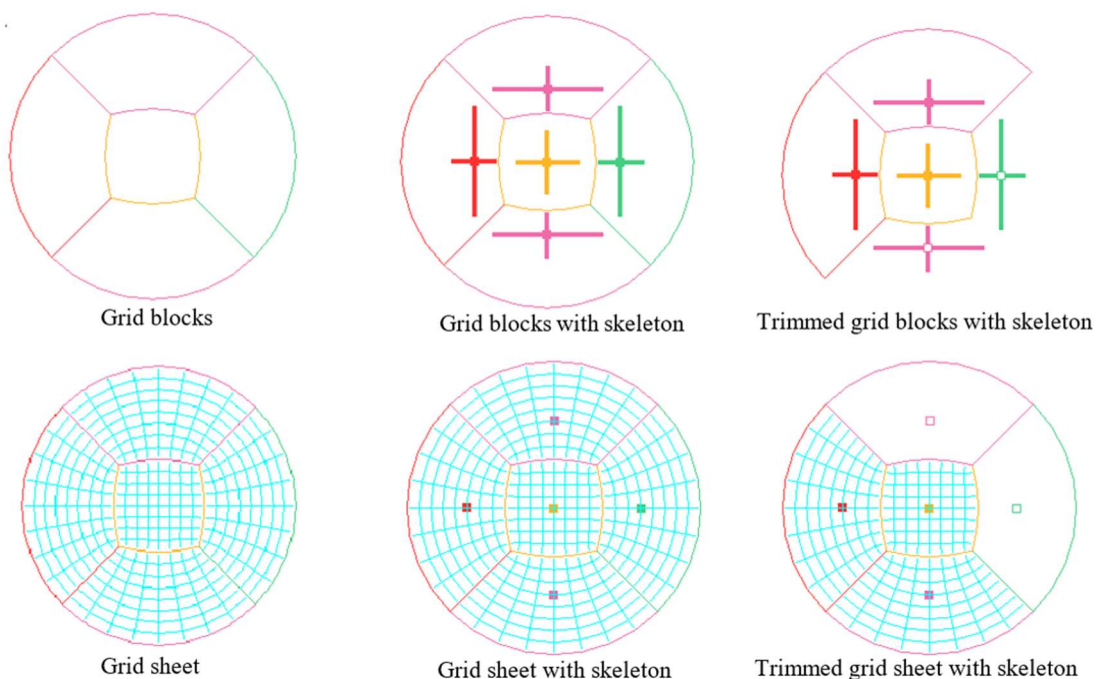 Grid blocks
Grid blocks with skeleton
Trimmed grid blocks with skeleton
Grid sheet
Grid sheet with skeleton
Trimmed grid sheet with skeleton